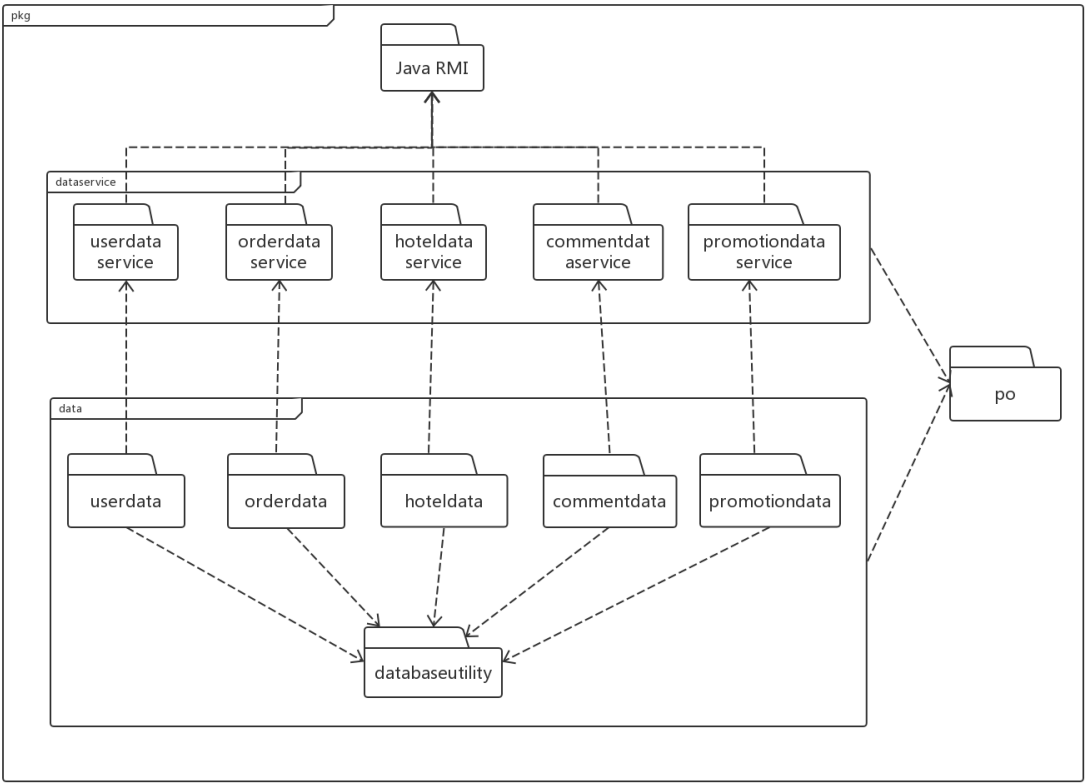 pkg
Java RMI
dataservice
userdata
service
orderdata
service
hoteldata
service
commentdat
aservice
promotiondata
service
po
data
userdata
orderdata
hoteldata
commentdata
promotiondata
databaseutility